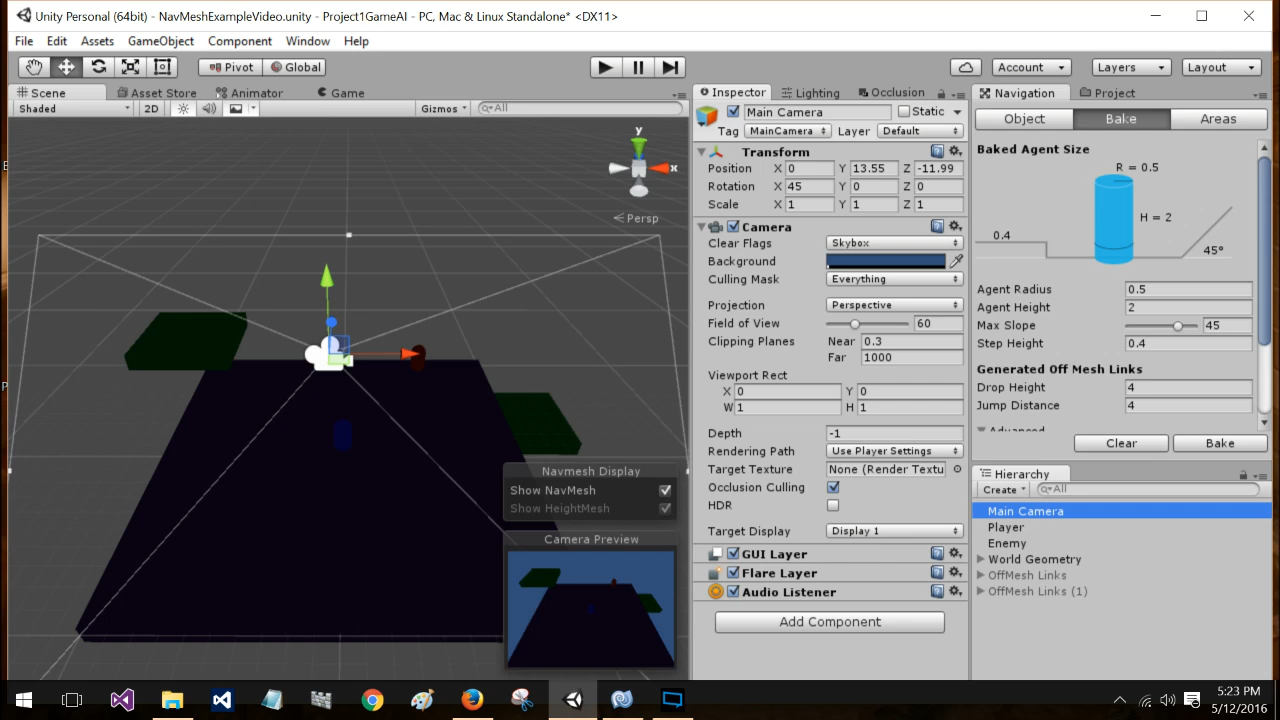 Unity Personal (64bit) - NavMeshExampleVideo.unity - Project1GameAI - PC, Mac & Linux Standalone* <DX11>
File Edit Assets GameObject Component Window Help
Pivot Global Account Layers Layout
Scene Asset Store Animator Game
Shaded 2D Gizmos All
y
x
Persp
Navmesh Display
Show NavMesh
Show HeightMesh
Camera Preview
Inspector Lighting Occlusion
Main Camera Static
Tag MainCamera Layer Default
Transform
Position X 0 Y 13.55 Z -11.99
Rotation X 45 Y 0 Z 0
Scale X 1 Y 1 Z 1
Camera
Clear Flags Skybox
Background
Culling Mask Everything
Projection Perspective
Field of View 60
Clipping Planes Near 0.3
Far 1000
Viewport Rect
X 0 Y 0
W 1 H 1
Depth -1
Rendering Path Use Player Settings
Target Texture None (Render Textu
Occlusion Culling
HDR
Target Display Display 1
GUI Layer
Flare Layer
Audio Listener
Add Component
Navigation Project
Object Bake Areas
Baked Agent Size
R = 0.5
H = 2
0.4
45°
Agent Radius 0.5
Agent Height 2
Max Slope 45
Step Height 0.4
Generated Off Mesh Links
Drop Height 4
Jump Distance 4
Advanced
Clear Bake
Hierarchy
Create All
Main Camera
Player
Enemy
World Geometry
OffMesh Links
OffMesh Links (1)
5:23 PM
5/12/2016